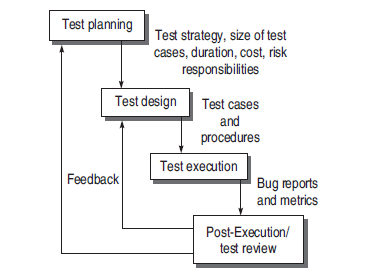 Test planning
Test strategy, size of test
cases, duration, cost, risk
responsibilities
Test design
Test cases
and
procedures
Test execution
Feedback
Bug reports
and metrics
Post-Execution/
test review